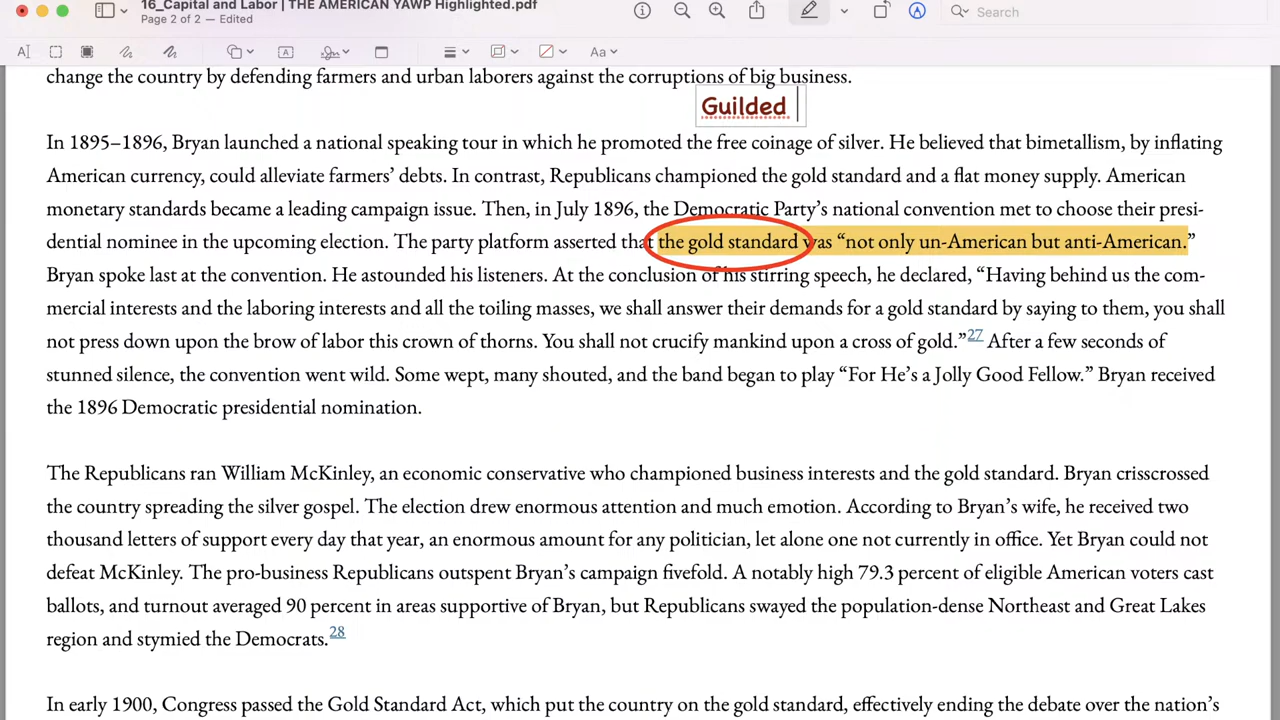 16_Capital and Labor | THE AMERICAN YAWP Highlighted.pdf
Page 2 of 2 — Edited
Search
A
Aa
change the country by defending farmers and urban laborers against the corruptions of big business.
Guilded
In 1895–1896, Bryan launched a national speaking tour in which he promoted the free coinage of silver. He believed that bimetallism, by inflating
American currency, could alleviate farmers’ debts. In contrast, Republicans championed the gold standard and a flat money supply. American
monetary standards became a leading campaign issue. Then, in July 1896, the Democratic Party’s national convention met to choose their presi-
dential nominee in the upcoming election. The party platform asserted that the gold standard was “not only un-American but anti-American.”
Bryan spoke last at the convention. He astounded his listeners. At the conclusion of his stirring speech, he declared, “Having behind us the com-
mercial interests and the laboring interests and all the toiling masses, we shall answer their demands for a gold standard by saying to them, you shall
not press down upon the brow of labor this crown of thorns. You shall not crucify mankind upon a cross of gold.”27 After a few seconds of
stunned silence, the convention went wild. Some wept, many shouted, and the band began to play “For He’s a Jolly Good Fellow.” Bryan received
the 1896 Democratic presidential nomination.
The Republicans ran William McKinley, an economic conservative who championed business interests and the gold standard. Bryan crisscrossed
the country spreading the silver gospel. The election drew enormous attention and much emotion. According to Bryan’s wife, he received two
thousand letters of support every day that year, an enormous amount for any politician, let alone one not currently in office. Yet Bryan could not
defeat McKinley. The pro-business Republicans outspent Bryan’s campaign fivefold. A notably high 79.3 percent of eligible American voters cast
ballots, and turnout averaged 90 percent in areas supportive of Bryan, but Republicans swayed the population-dense Northeast and Great Lakes
region and stymied the Democrats.28
In early 1900, Congress passed the Gold Standard Act, which put the country on the gold standard, effectively ending the debate over the nation’s